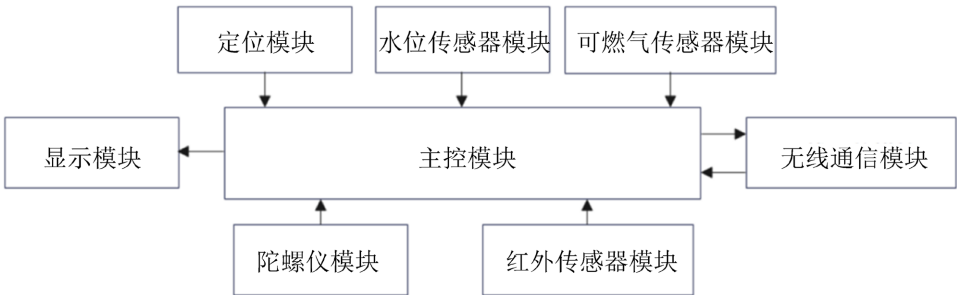 定位模块
水位传感器模块
可燃气传感器模块
显示模块
主控模块
无线通信模块
陀螺仪模块
红外传感器模块